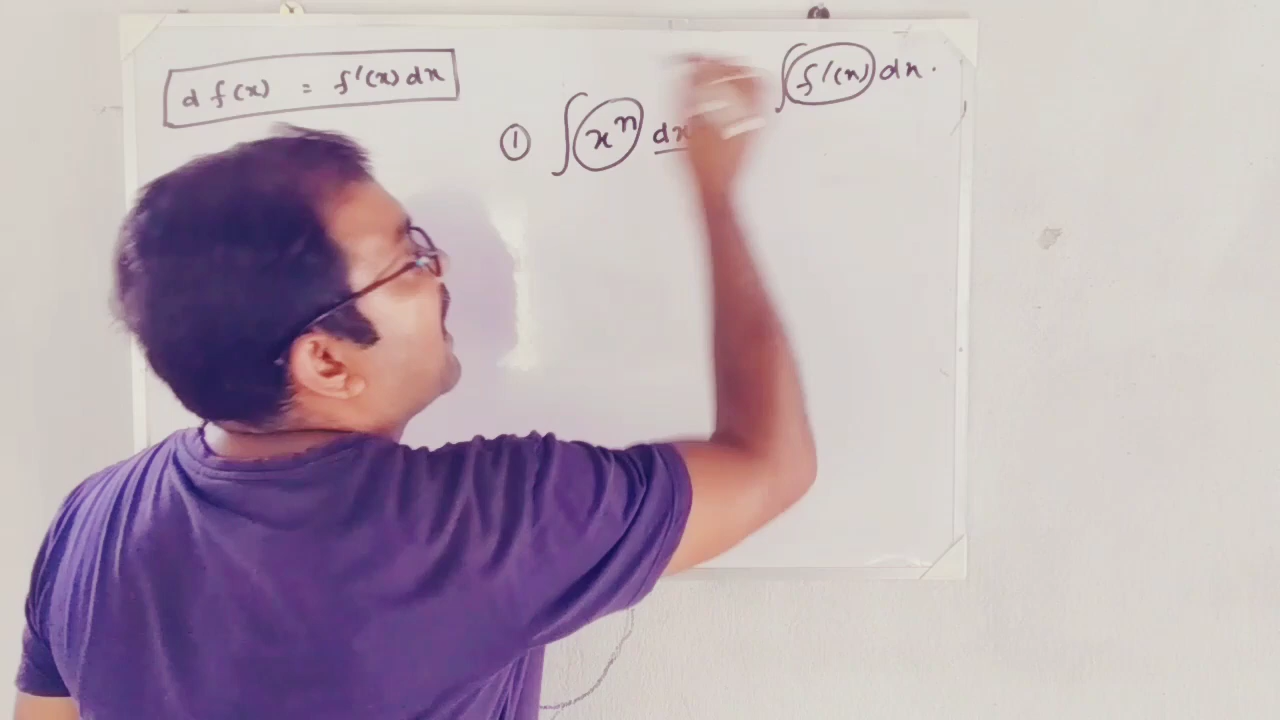 d f(x) = f'(x) dx
∫ f'(x) dx.
① ∫ xⁿ dx